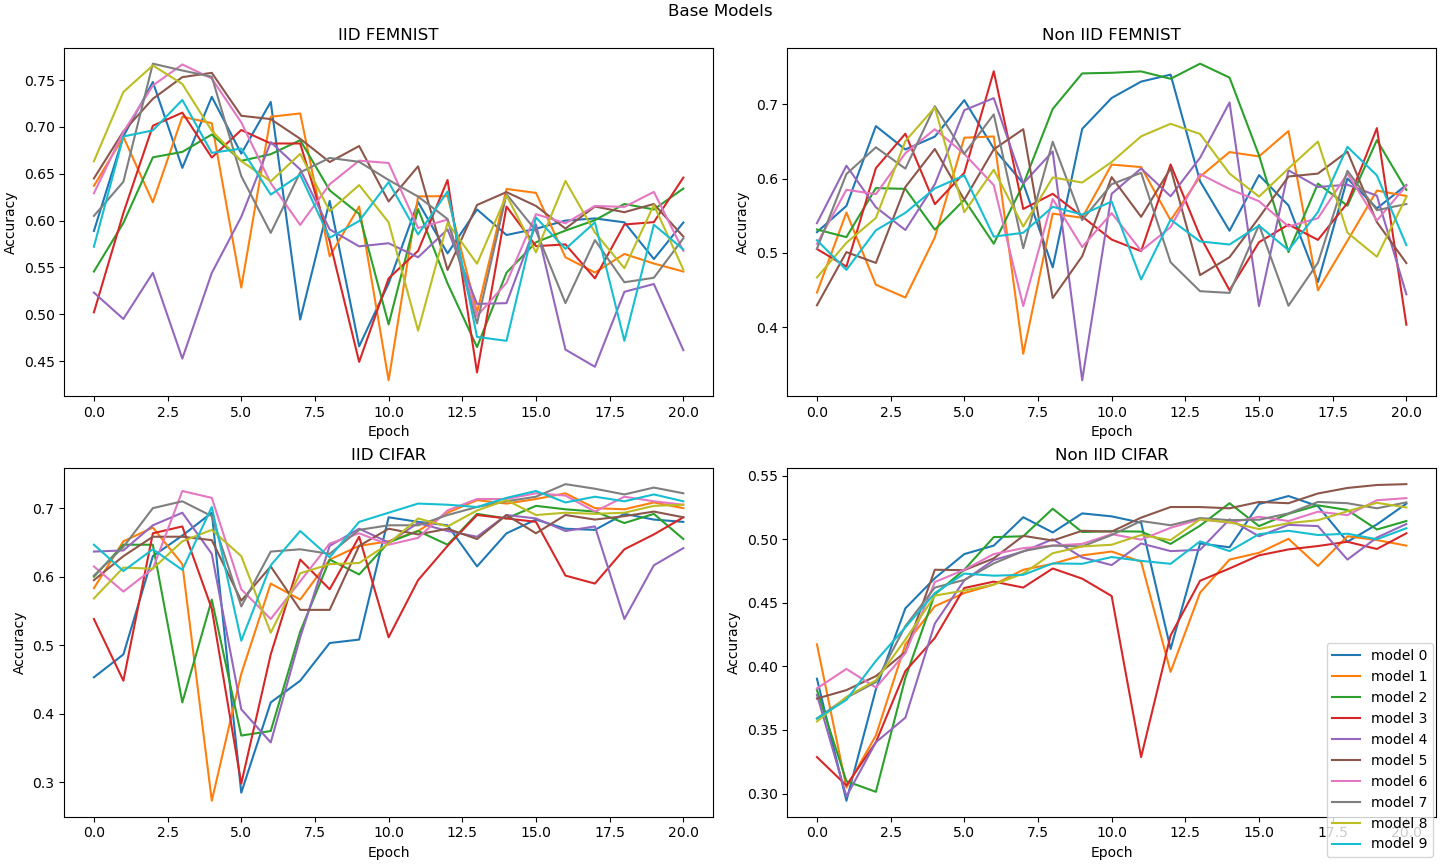 Base Models
IID FEMNIST
Accuracy
0.75
0.70
0.65
0.60
0.55
0.50
0.45
0.0 2.5 5.0 7.5 10.0 12.5 15.0 17.5 20.0
Epoch
Non IID FEMNIST
Accuracy
0.7
0.6
0.5
0.4
0.0 2.5 5.0 7.5 10.0 12.5 15.0 17.5 20.0
Epoch
IID CIFAR
Accuracy
0.7
0.6
0.5
0.4
0.3
0.0 2.5 5.0 7.5 10.0 12.5 15.0 17.5 20.0
Epoch
Non IID CIFAR
Accuracy
0.55
0.50
0.45
0.40
0.35
0.30
0.0 2.5 5.0 7.5 10.0 12.5 15.0 17.5 20.0
Epoch
model 0
model 1
model 2
model 3
model 4
model 5
model 6
model 7
model 8
model 9